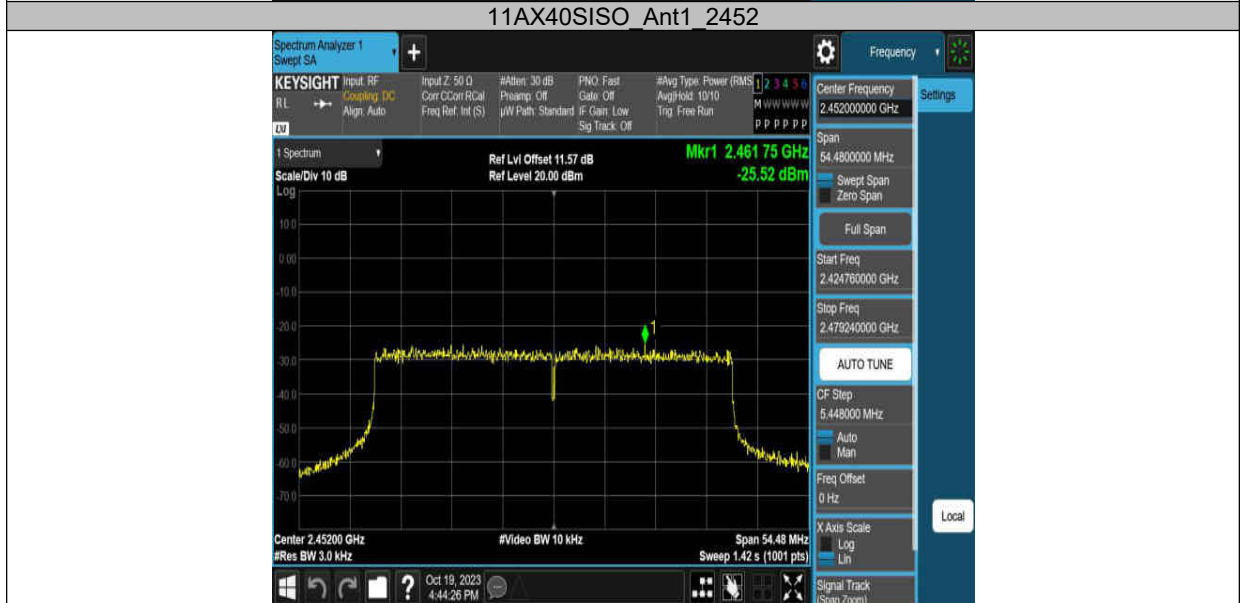 11AX40SISO_Ant1_2452
Spectrum Analyzer 1
Swept SA
+
Frequency
KEYSIGHT
RL
LXI
Input: RF
Coupling: DC
Align: Auto
Input Z: 50 Ω
Corr CCorr RCal
Freq Ref: Int (S)
#Atten: 30 dB
Preamp: Off
µW Path: Standard
PNO: Fast
Gate: Off
IF Gain: Low
Sig Track: Off
#Avg Type: Power (RMS
Avg|Hold: 10/10
Trig: Free Run
1 2 3 4 5 6
M W W W W W
P P P P P P
Center Frequency
2.452000000 GHz
Settings
1 Spectrum
Scale/Div 10 dB
Log
Ref Lvl Offset 11.57 dB
Ref Level 20.00 dBm
Mkr1 2.461 75 GHz
-25.52 dBm
Span
54.4800000 MHz
Swept Span
Zero Span
Full Span
Start Freq
2.424760000 GHz
Stop Freq
2.479240000 GHz
AUTO TUNE
CF Step
5.448000 MHz
Auto
Man
Freq Offset
0 Hz
X Axis Scale
Log
Lin
Signal Track
(Span Zoom)
Local
10.0
0.00
-10.0
-20.0
-30.0
-40.0
-50.0
-60.0
-70.0
1
Center 2.45200 GHz
#Res BW 3.0 kHz
#Video BW 10 kHz
Span 54.48 MHz
Sweep 1.42 s (1001 pts)
?
Oct 19, 2023
4:44:26 PM